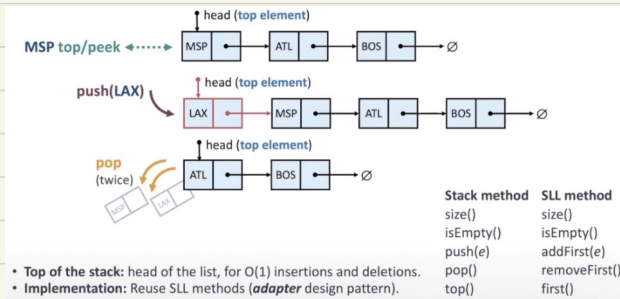 head (top element)
MSP top/peek
MSP ATL BOS ∅
push(LAX)
head (top element)
LAX MSP ATL BOS ∅
head (top element)
pop
(twice)
ATL BOS ∅
MSP LAX
Stack method SLL method
size() size()
isEmpty() isEmpty()
push(e) addFirst(e)
pop() removeFirst()
top() first()
• Top of the stack: head of the list, for O(1) insertions and deletions.
• Implementation: Reuse SLL methods (adapter design pattern).